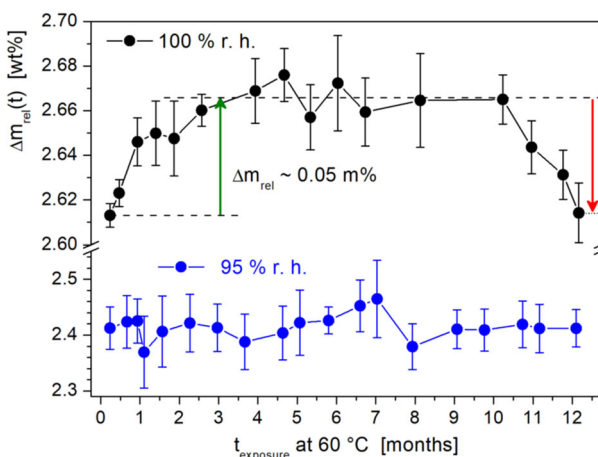 2.70
2.68
2.66
2.64
2.62
2.60
2.5
2.4
2.3
Δm_rel(t) [wt%]
100 % r. h.
Δm_rel ~ 0.05 m%
95 % r. h.
0 1 2 3 4 5 6 7 8 9 10 11 12
t_exposure at 60 °C [months]